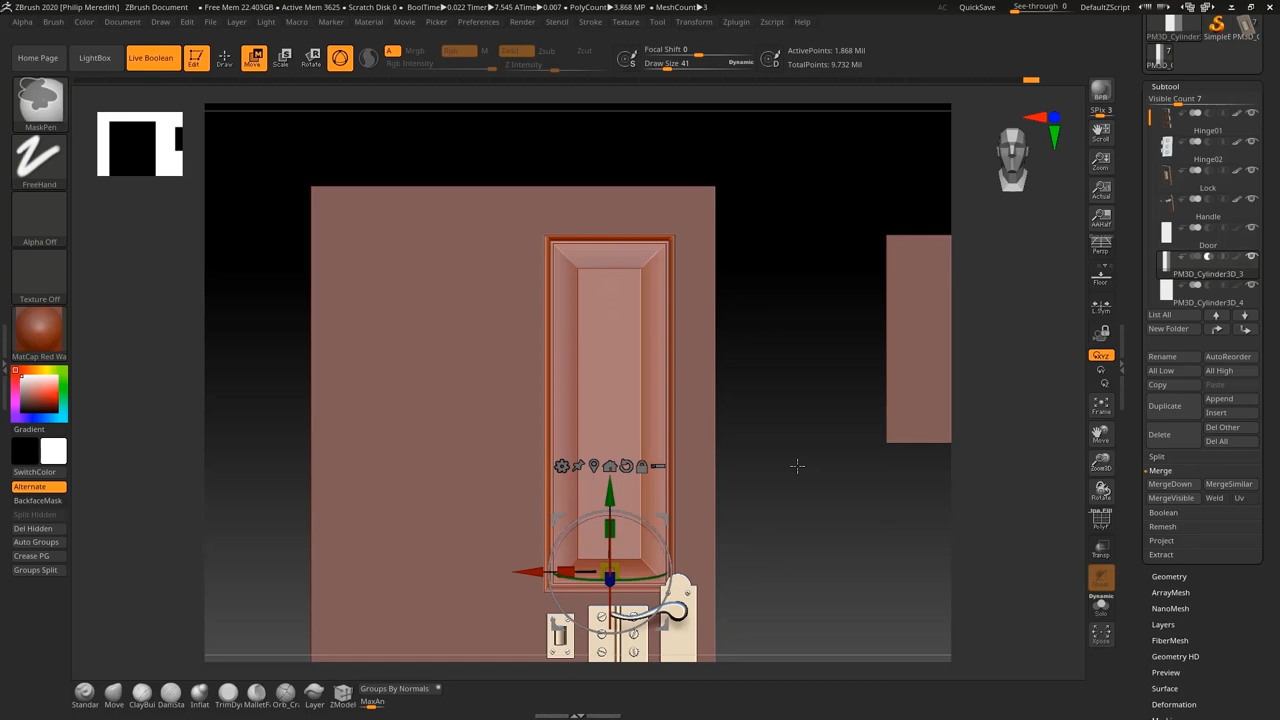 ZBrush 2020 [Philip Meredith] ZBrush Document • Free Mem 22.403GB • Active Mem 3625 • Scratch Disk 0 • BoolTime▸0.022 Timer▸7.545 ATime▸0.007 • PolyCount▸3.868 MP • MeshCount▸3
AC QuickSave See-through 0 DefaultZScript
Alpha Brush Color Document Draw Edit File Layer Light Macro Marker Material Movie Picker Preferences Render Stencil Stroke Texture Tool Transform Zplugin Zscript Help
Home Page LightBox Live Boolean Edit Draw Move Scale Rotate
A Mrgb Rgb M Zadd Zsub Zcut
Rgb Intensity Z Intensity
Focal Shift 0
Draw Size 41 Dynamic
ActivePoints: 1.868 Mil
TotalPoints: 9.732 Mil
MaskPen
FreeHand
Alpha Off
Texture Off
MatCap Red Wa
Gradient
SwitchColor
Alternate
BackfaceMask
Split Hidden
Del Hidden
Auto Groups
Crease PG
Groups Split
BPR
SPix 3
Scroll
Zoom
Actual
AAHalf
Persp
Floor
L.Sym
Frame
Move
Zoom3D
Rotate
PolyF
Transp
Dynamic
Solo
Xpose
PM3D_Cylinder SimpleE PM3D_C
7
PM3D_C
Subtool
Visible Count 7
Hinge01
Hinge02
Lock
Handle
Door
PM3D_Cylinder3D_3
PM3D_Cylinder3D_4
List All
New Folder
Rename AutoReorder
All Low All High
Copy Paste
Duplicate Append
Insert
Delete Del Other
Del All
Split
Merge
MergeDown MergeSimilar
MergeVisible Weld Uv
Boolean
Remesh
Project
Extract
Geometry
ArrayMesh
NanoMesh
Layers
FiberMesh
Geometry HD
Preview
Surface
Deformation
Standar Move ClayBui DamSta Inflat TrimDy MalletF Orb_Cra Layer ZModel
Groups By Normals
MaxAn